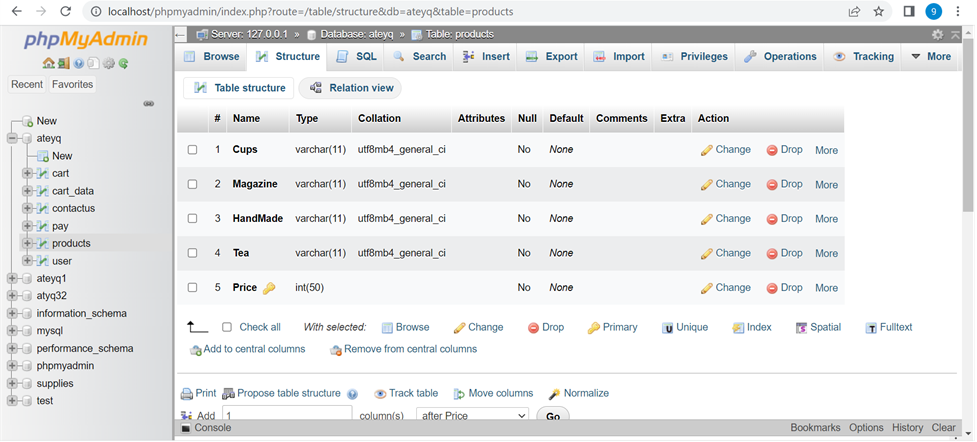 localhost/phpmyadmin/index.php?route=/table/structure&db=ateyq&table=products
9
phpMyAdmin
Recent Favorites
New
ateyq
New
cart
cart_data
contactus
pay
products
user
ateyq1
atyq32
information_schema
mysql
performance_schema
phpmyadmin
supplies
test
Server: 127.0.0.1 » Database: ateyq » Table: products
Browse Structure SQL Search Insert Export Import Privileges Operations Tracking More
Table structure Relation view
# Name Type Collation Attributes Null Default Comments Extra Action
1 Cups varchar(11) utf8mb4_general_ci No None Change Drop More
2 Magazine varchar(11) utf8mb4_general_ci No None Change Drop More
3 HandMade varchar(11) utf8mb4_general_ci No None Change Drop More
4 Tea varchar(11) utf8mb4_general_ci No None Change Drop More
5 Price int(50) No None Change Drop More
Check all With selected: Browse Change Drop Primary Unique Index Spatial Fulltext
Add to central columns Remove from central columns
Print Propose table structure Track table Move columns Normalize
Add 1 column(s) after Price Go
Console Bookmarks Options History Clear